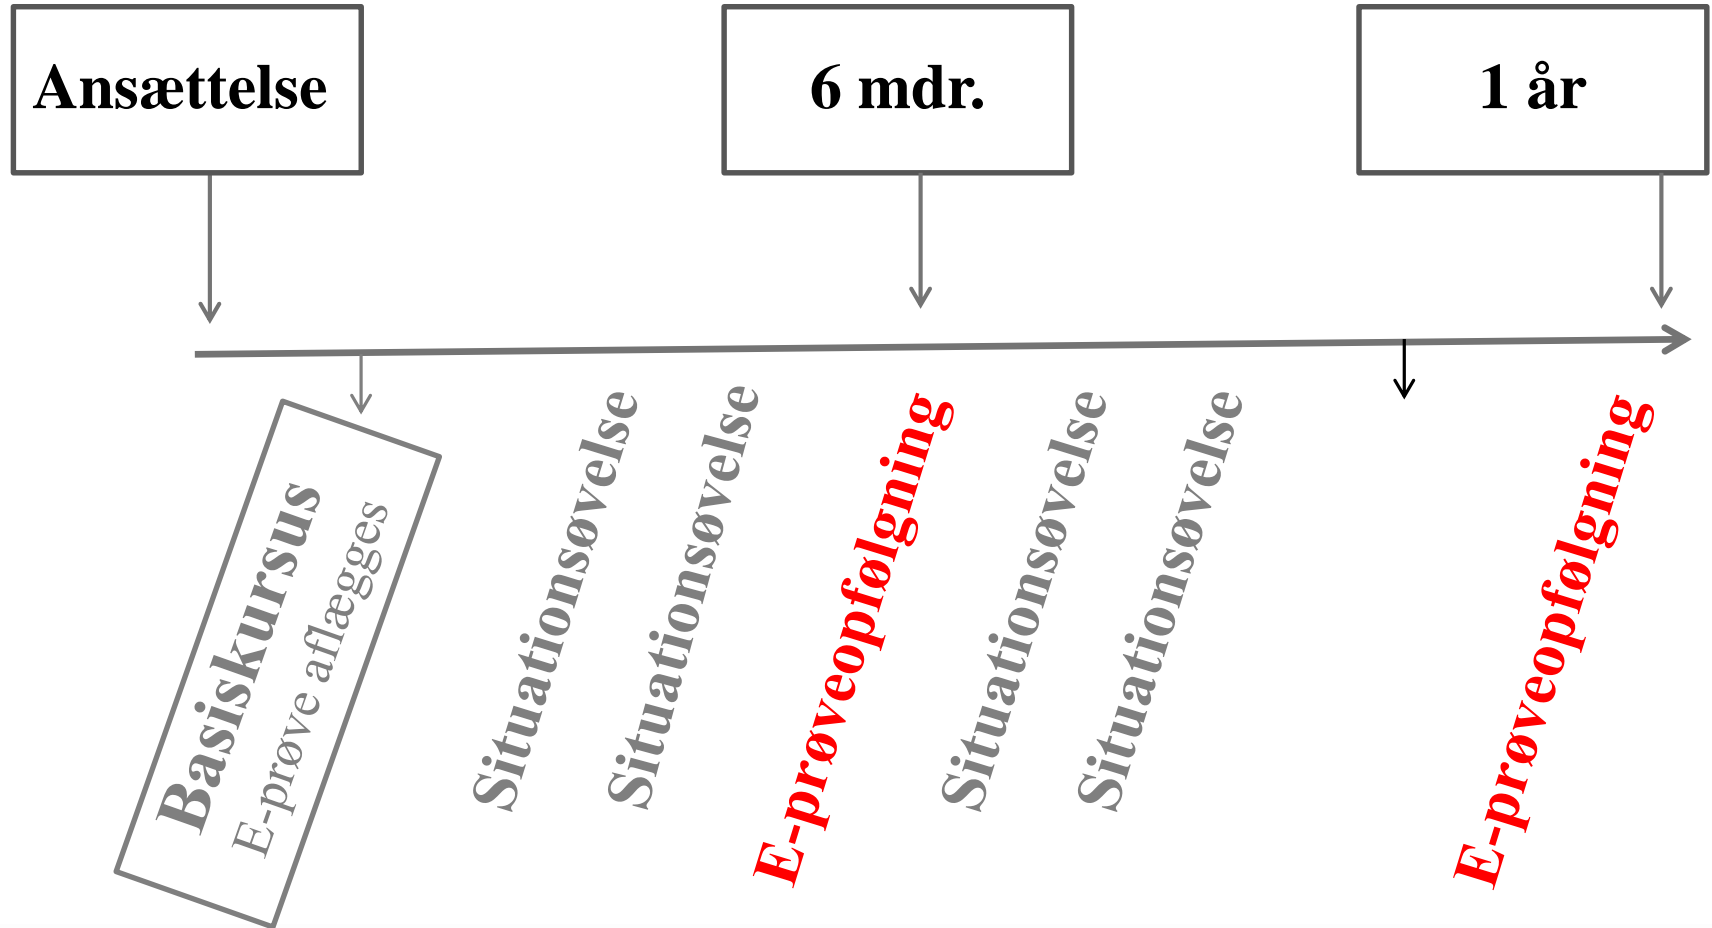 Ansættelse
6 mdr.
1 år
Basiskursus
E-prøve aflægges
Situationsøvelse
Situationsøvelse
E-prøveopfølgning
Situationsøvelse
Situationsøvelse
E-prøveopfølgning